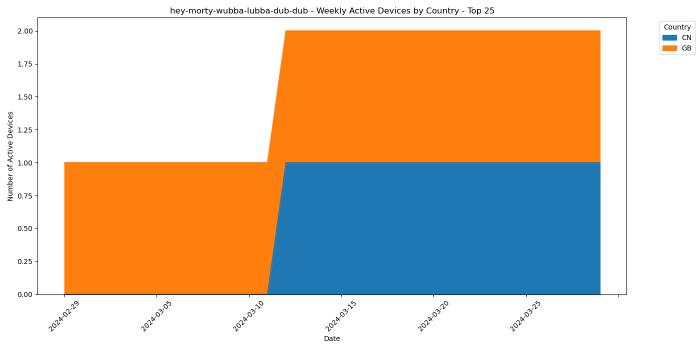 hey-morty-wubba-lubba-dub-dub - Weekly Active Devices by Country - Top 25
Country
CN
GB
Number of Active Devices
2.00
1.75
1.50
1.25
1.00
0.75
0.50
0.25
0.00
2024-02-29
2024-03-05
2024-03-10
2024-03-15
2024-03-20
2024-03-25
Date